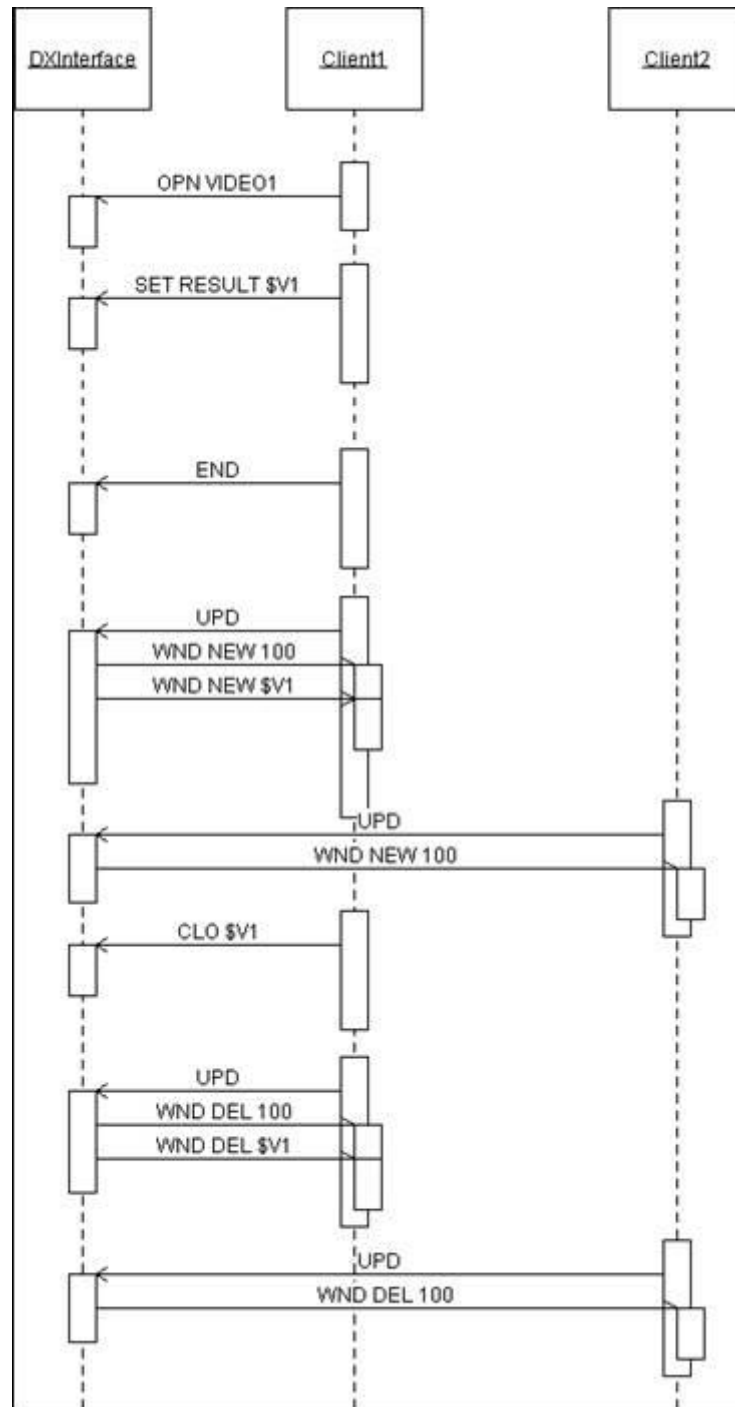 DXInterface
Client1
Client2
OPN VIDEO1
SET RESULT $V1
END
UPD
WND NEW 100
WND NEW $V1
UPD
WND NEW 100
CLO $V1
UPD
WND DEL 100
WND DEL $V1
UPD
WND DEL 100